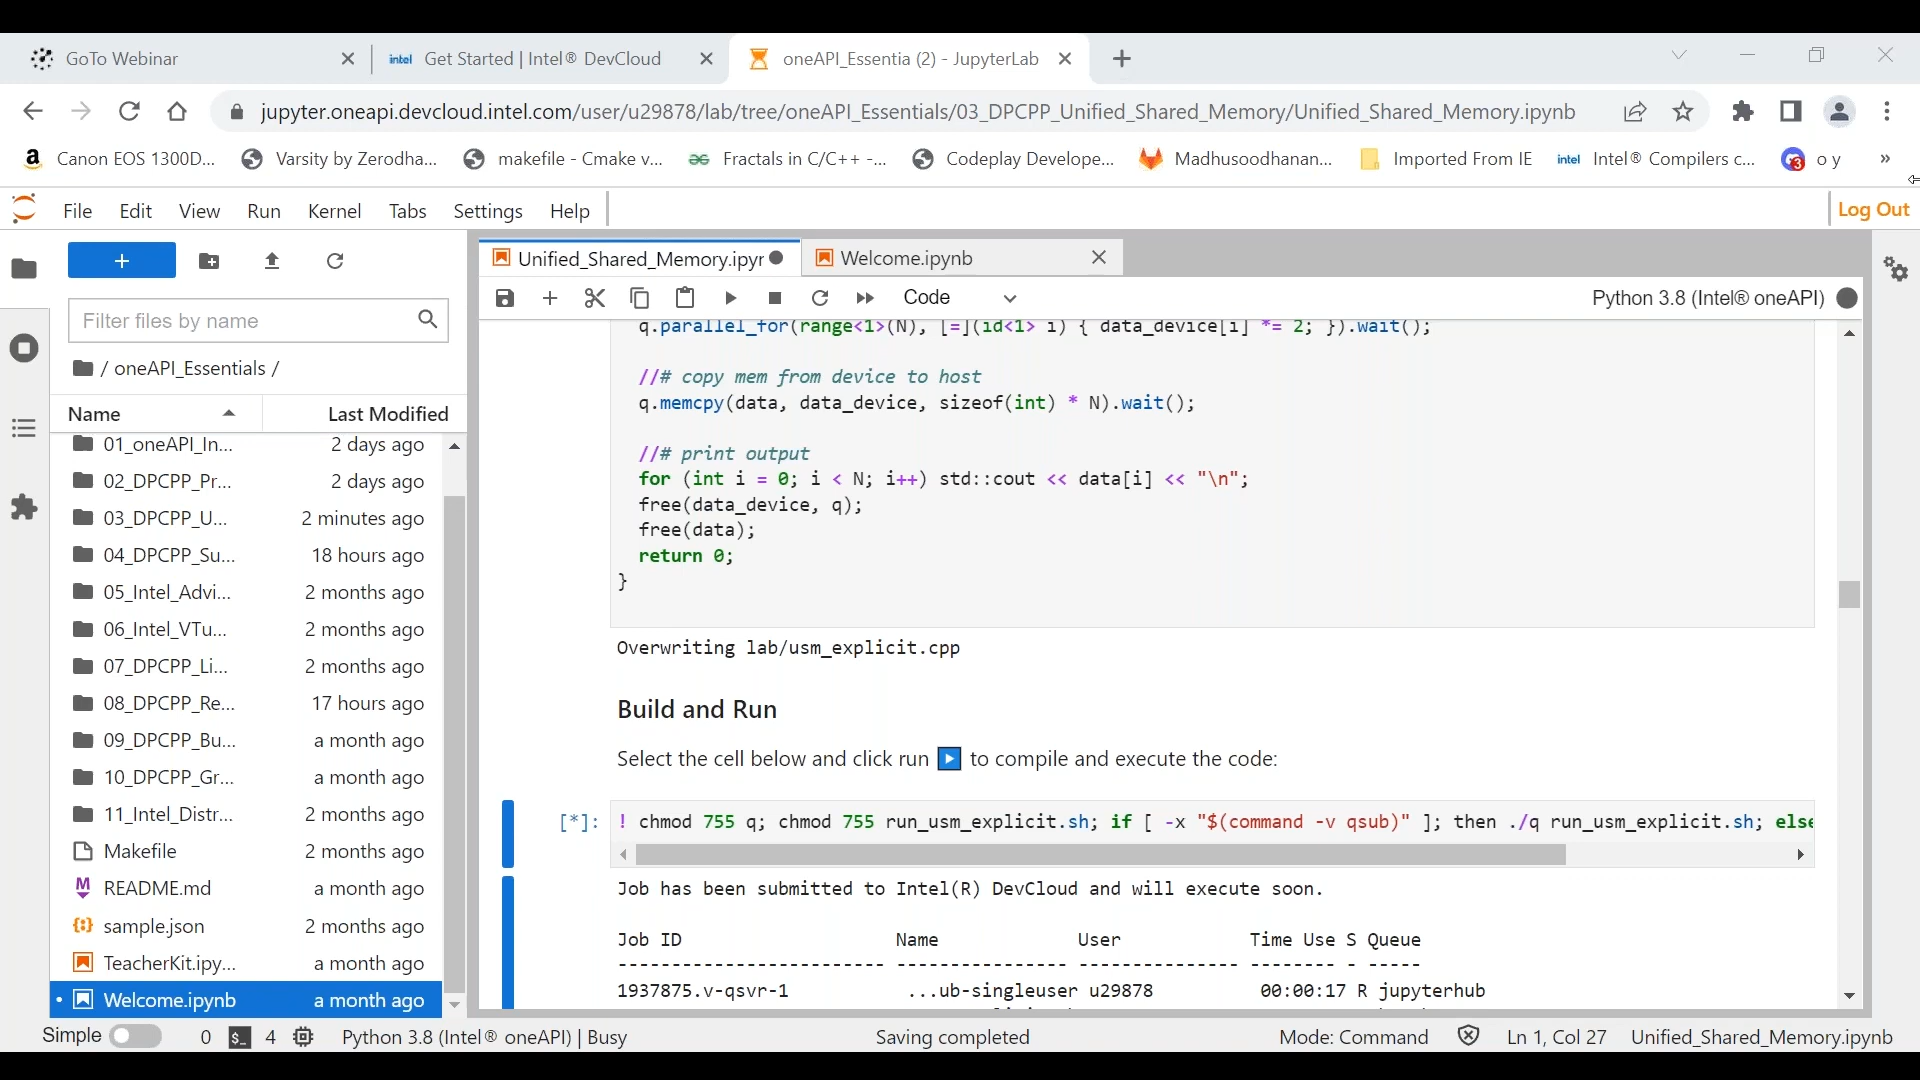 GoTo Webinar
intel Get Started | Intel® DevCloud
oneAPI_Essentia (2) - JupyterLab
jupyter.oneapi.devcloud.intel.com/user/u29878/lab/tree/oneAPI_Essentials/03_DPCPP_Unified_Shared_Memory/Unified_Shared_Memory.ipynb
a Canon EOS 1300D... Varsity by Zerodha... makefile - Cmake v... Fractals in C/C++ -... Codeplay Develope... Madhusoodhanan... Imported From IE intel Intel® Compilers c... 3 o y »
File Edit View Run Kernel Tabs Settings Help
Log Out
Unified_Shared_Memory.ipyr
Welcome.ipynb
Code
Python 3.8 (Intel® oneAPI)
Filter files by name
/ oneAPI_Essentials /
Name Last Modified
01_oneAPI_In... 2 days ago
02_DPCPP_Pr... 2 days ago
03_DPCPP_U... 2 minutes ago
04_DPCPP_Su... 18 hours ago
05_Intel_Advi... 2 months ago
06_Intel_VTu... 2 months ago
07_DPCPP_Li... 2 months ago
08_DPCPP_Re... 17 hours ago
09_DPCPP_Bu... a month ago
10_DPCPP_Gr... a month ago
11_Intel_Distr... 2 months ago
Makefile 2 months ago
README.md a month ago
sample.json 2 months ago
TeacherKit.ipy... a month ago
Welcome.ipynb a month ago
q.parallel_for(range<1>(N), [=](id<1> i) { data_device[i] *= 2; }).wait();
//# copy mem from device to host
q.memcpy(data, data_device, sizeof(int) * N).wait();
//# print output
for (int i = 0; i < N; i++) std::cout << data[i] << "\n";
free(data_device, q);
free(data);
return 0;
}
Overwriting lab/usm_explicit.cpp
Build and Run
Select the cell below and click run to compile and execute the code:
[*]: ! chmod 755 q; chmod 755 run_usm_explicit.sh; if [ -x "$(command -v qsub)" ]; then ./q run_usm_explicit.sh; else
Job has been submitted to Intel(R) DevCloud and will execute soon.
Job ID Name User Time Use S Queue
------------------------- ---------------- --------------- -------- - -----
1937875.v-qsvr-1 ...ub-singleuser u29878 00:00:17 R jupyterhub
Simple 0 $_ 4 Python 3.8 (Intel® oneAPI) | Busy Saving completed Mode: Command Ln 1, Col 27 Unified_Shared_Memory.ipynb